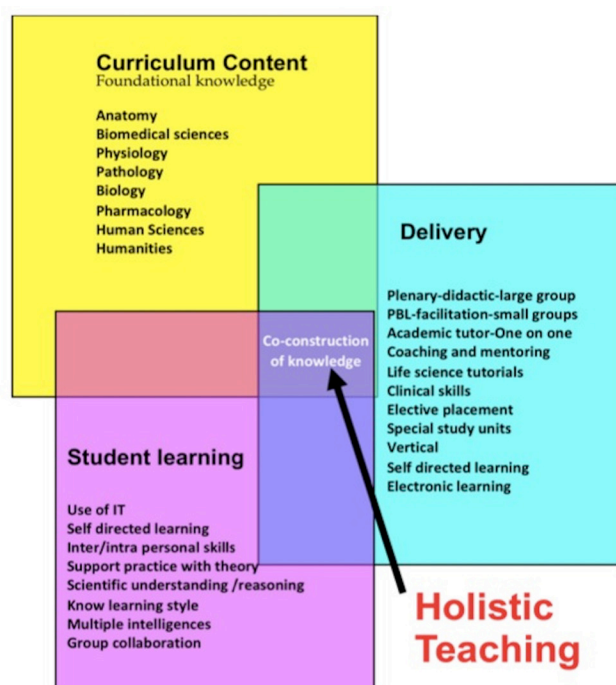 Curriculum Content
Foundational knowledge
Anatomy
Biomedical sciences
Physiology
Pathology
Biology
Pharmacology
Human Sciences
Humanities
Delivery
Plenary-didactic-large group
PBL-facilitation-small groups
Academic tutor-One on one
Coaching and mentoring
Life science tutorials
Clinical skills
Elective placement
Special study units
Vertical
Self directed learning
Electronic learning
Co-construction
of knowledge
Student learning
Use of IT
Self directed learning
Inter/intra personal skills
Support practice with theory
Scientific understanding /reasoning
Know learning style
Multiple intelligences
Group collaboration
Holistic
Teaching